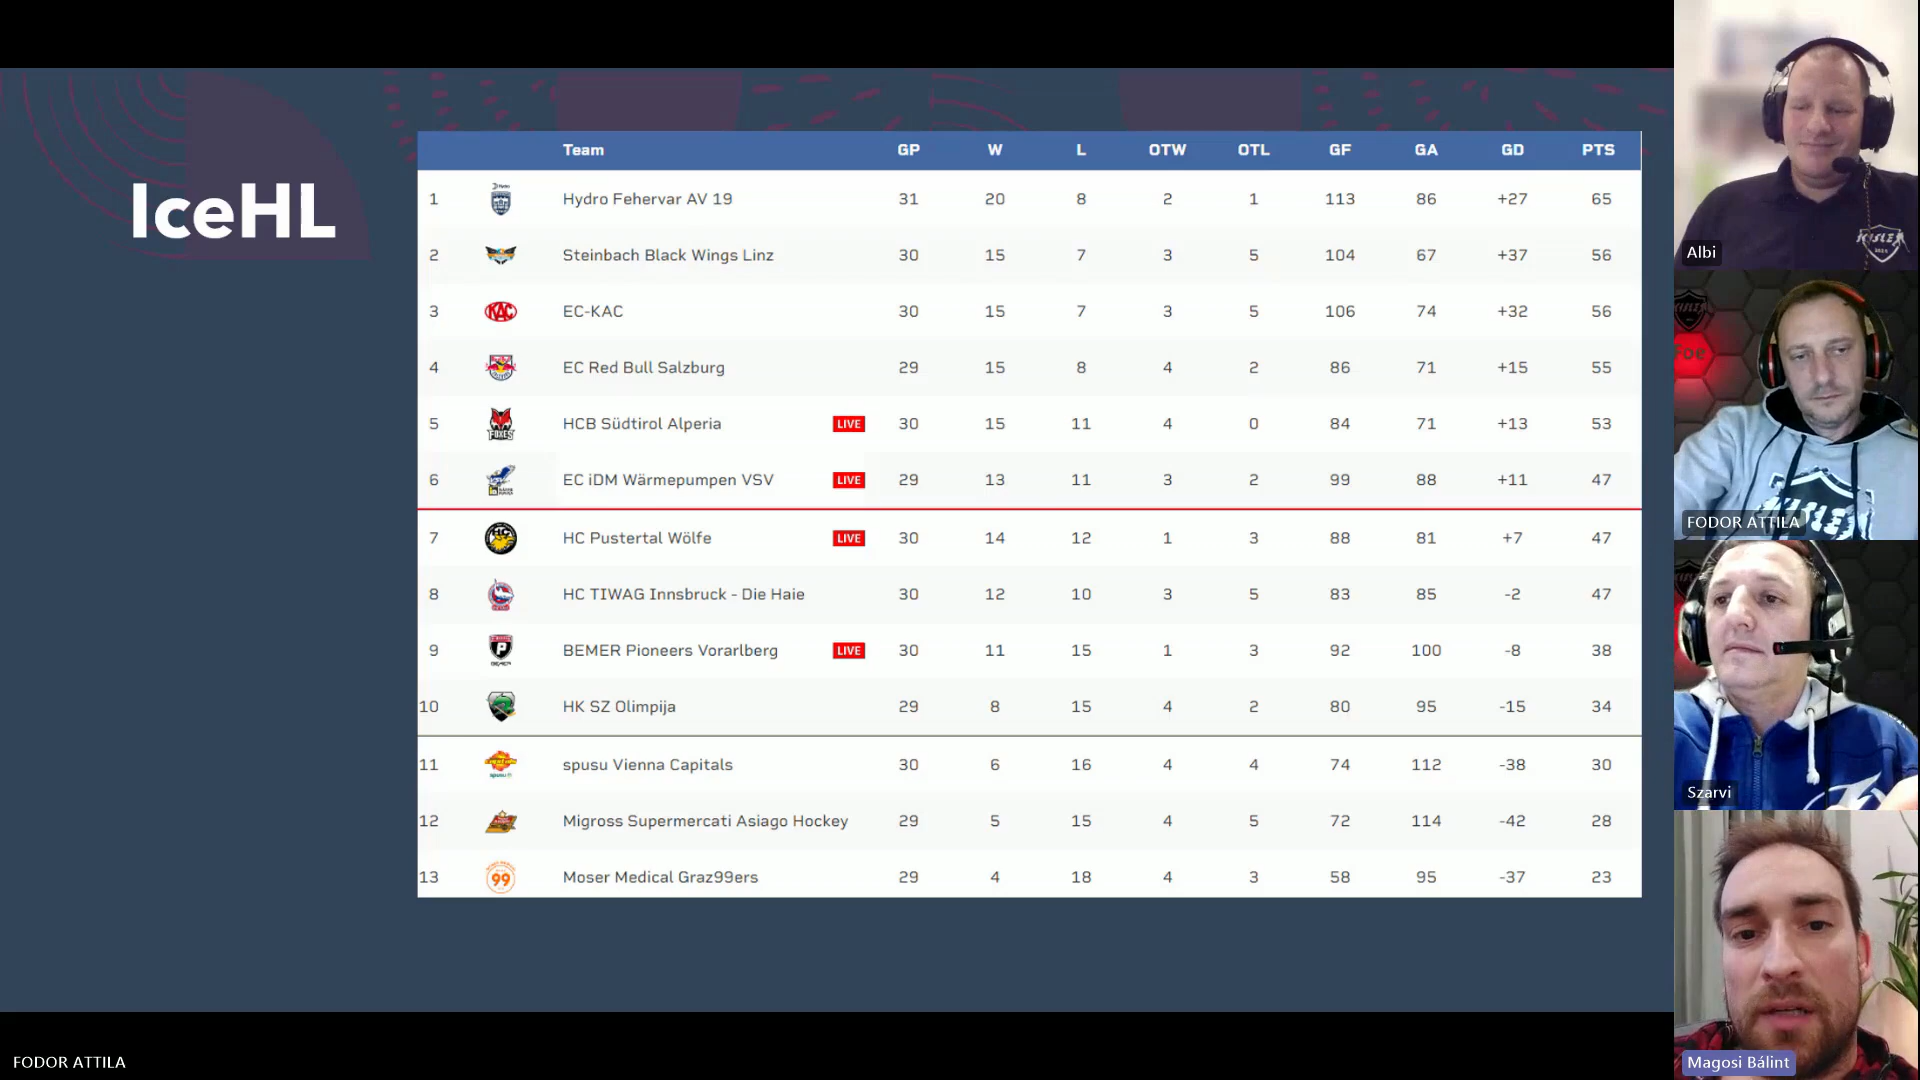 IceHL
Team GP W L OTW OTL GF GA GD PTS
1 Hydro Fehervar AV 19 31 20 8 2 1 113 86 +27 65
2 Steinbach Black Wings Linz 30 15 7 3 5 104 67 +37 56
3 KAC EC-KAC 30 15 7 3 5 106 74 +32 56
4 EC Red Bull Salzburg 29 15 8 4 2 86 71 +15 55
5 FOXES HCB Südtirol Alperia LIVE 30 15 11 4 0 84 71 +13 53
6 EC iDM Wärmepumpen VSV LIVE 29 13 11 3 2 99 88 +11 47
7 HC HC Pustertal Wölfe LIVE 30 14 12 1 3 88 81 +7 47
8 HC TIWAG Innsbruck - Die Haie 30 12 10 3 5 83 85 -2 47
9 P BEMER BEMER Pioneers Vorarlberg LIVE 30 11 15 1 3 92 100 -8 38
10 HK SZ Olimpija 29 8 15 4 2 80 95 -15 34
11 spusu spusu Vienna Capitals 30 6 16 4 4 74 112 -38 30
12 Migross Supermercati Asiago Hockey 29 5 15 4 5 72 114 -42 28
13 99 Moser Medical Graz99ers 29 4 18 4 3 58 95 -37 23
Albi
FODOR ATTILA
Szarvi
Magosi Bálint
FODOR ATTILA